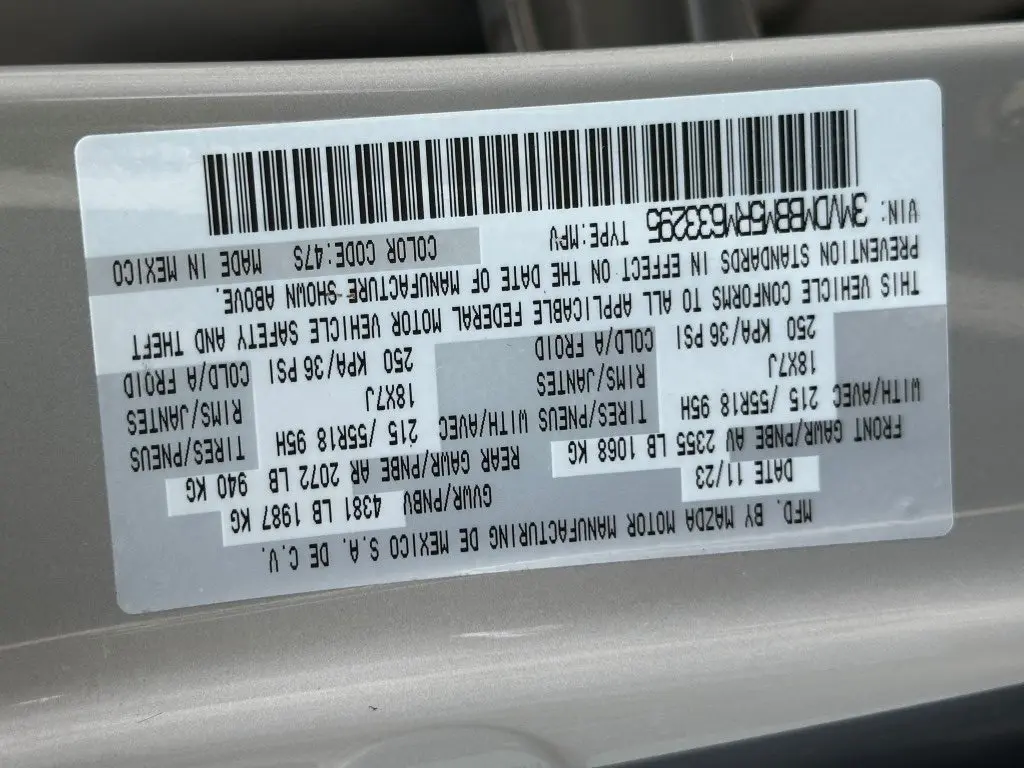 MFD. BY MAZDA MOTOR MANUFACTURING DE MEXICO S.A. DE C.V.
DATE 11/23 GVWR/PNBV 4381 LB 1987 KG
FRONT GAWR/PNBE AV 2355 LB 1068 KG REAR GAWR/PNBE AR 2072 LB 940 KG
WITH/AVEC 215 /55R18 95H TIRES/PNEUS WITH/AVEC 215 /55R18 95H TIRES/PNEUS
18X7J RIMS/JANTES 18X7J RIMS/JANTES
250 KPA/36 PSI COLD/A FROID 250 KPA/36 PSI COLD/A FROID
THIS VEHICLE CONFORMS TO ALL APPLICABLE FEDERAL MOTOR VEHICLE SAFETY AND THEFT
PREVENTION STANDARDS IN EFFECT ON THE DATE OF MANUFACTURE SHOWN ABOVE.
VIN: 3MVDMBBM5RM633295 TYPE:MPV COLOR CODE:47S MADE IN MEXICO